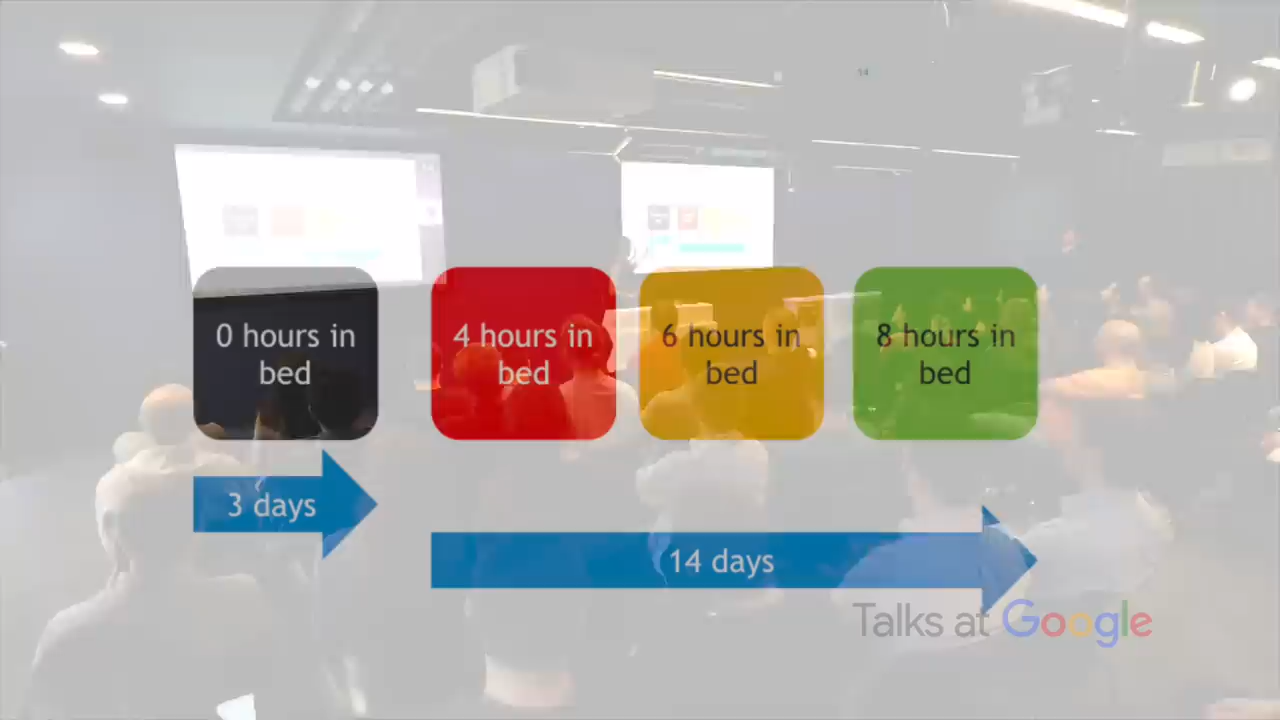 14
0 hours in
bed
4 hours in
bed
6 hours in
bed
8 hours in
bed
3 days
14 days
Talks at Google